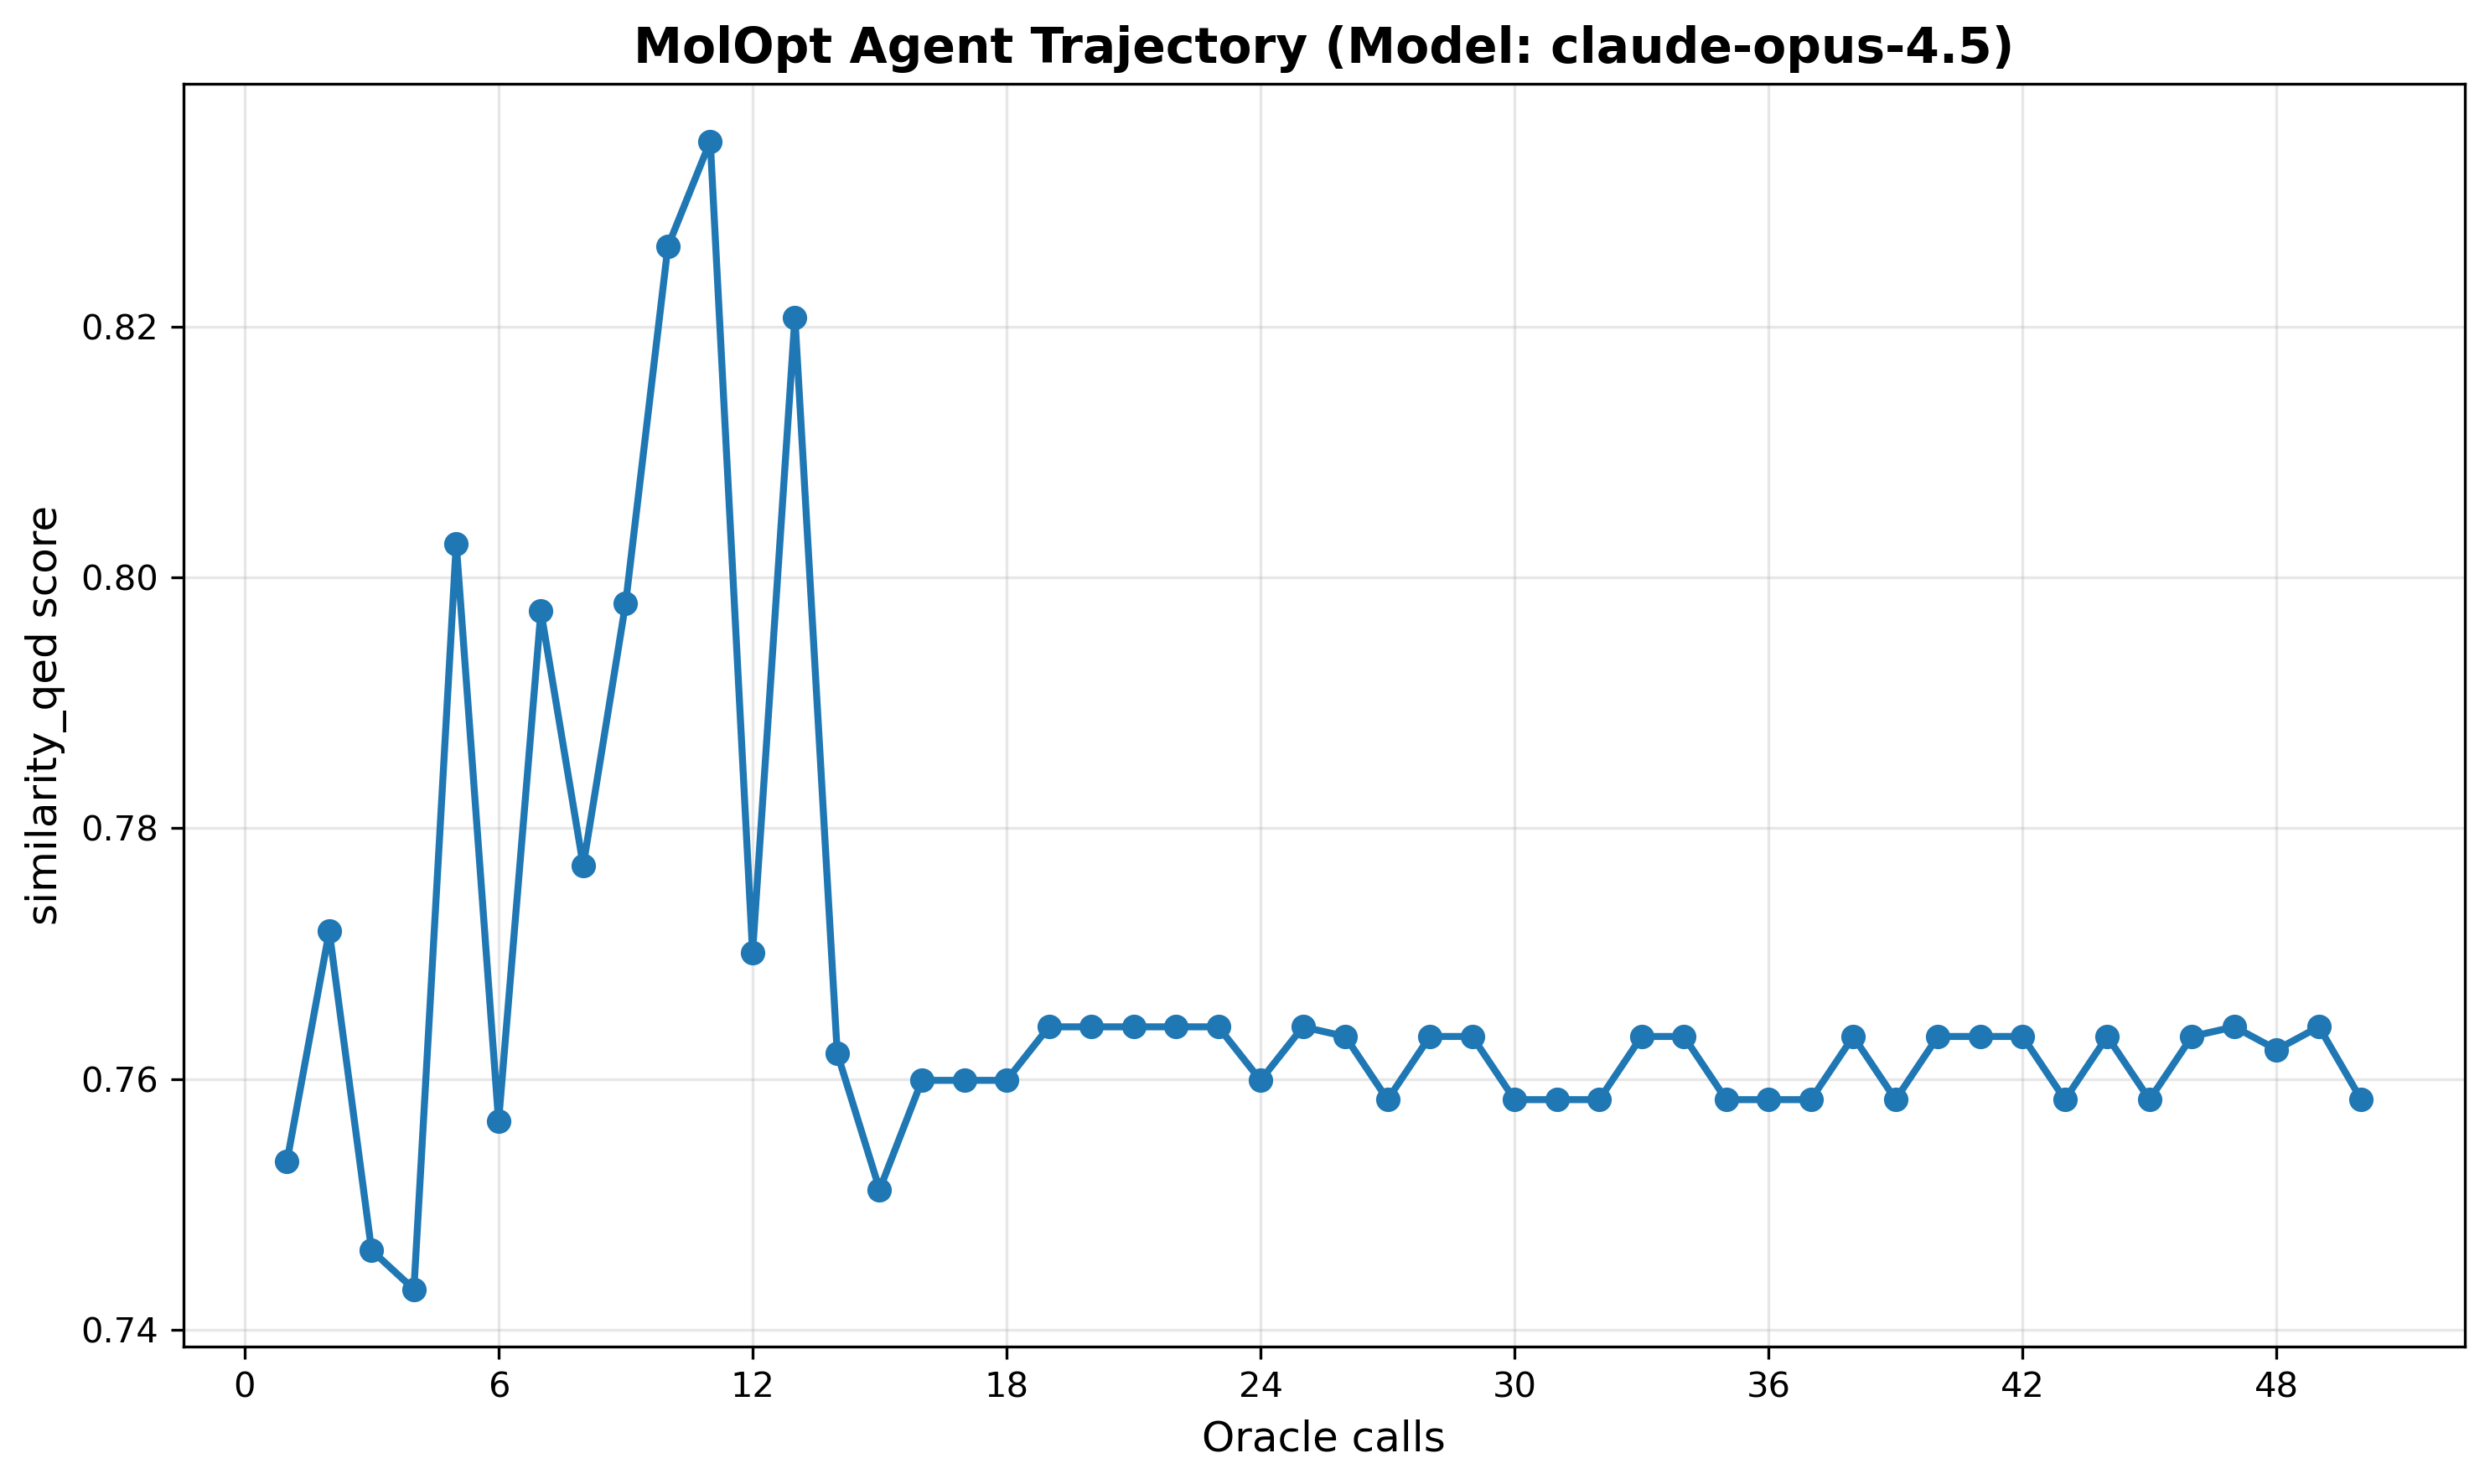 MolOpt Agent Trajectory (Model: claude-opus-4.5)
similarity_qed score
0.82
0.80
0.78
0.76
0.74
0 6 12 18 24 30 36 42 48
Oracle calls